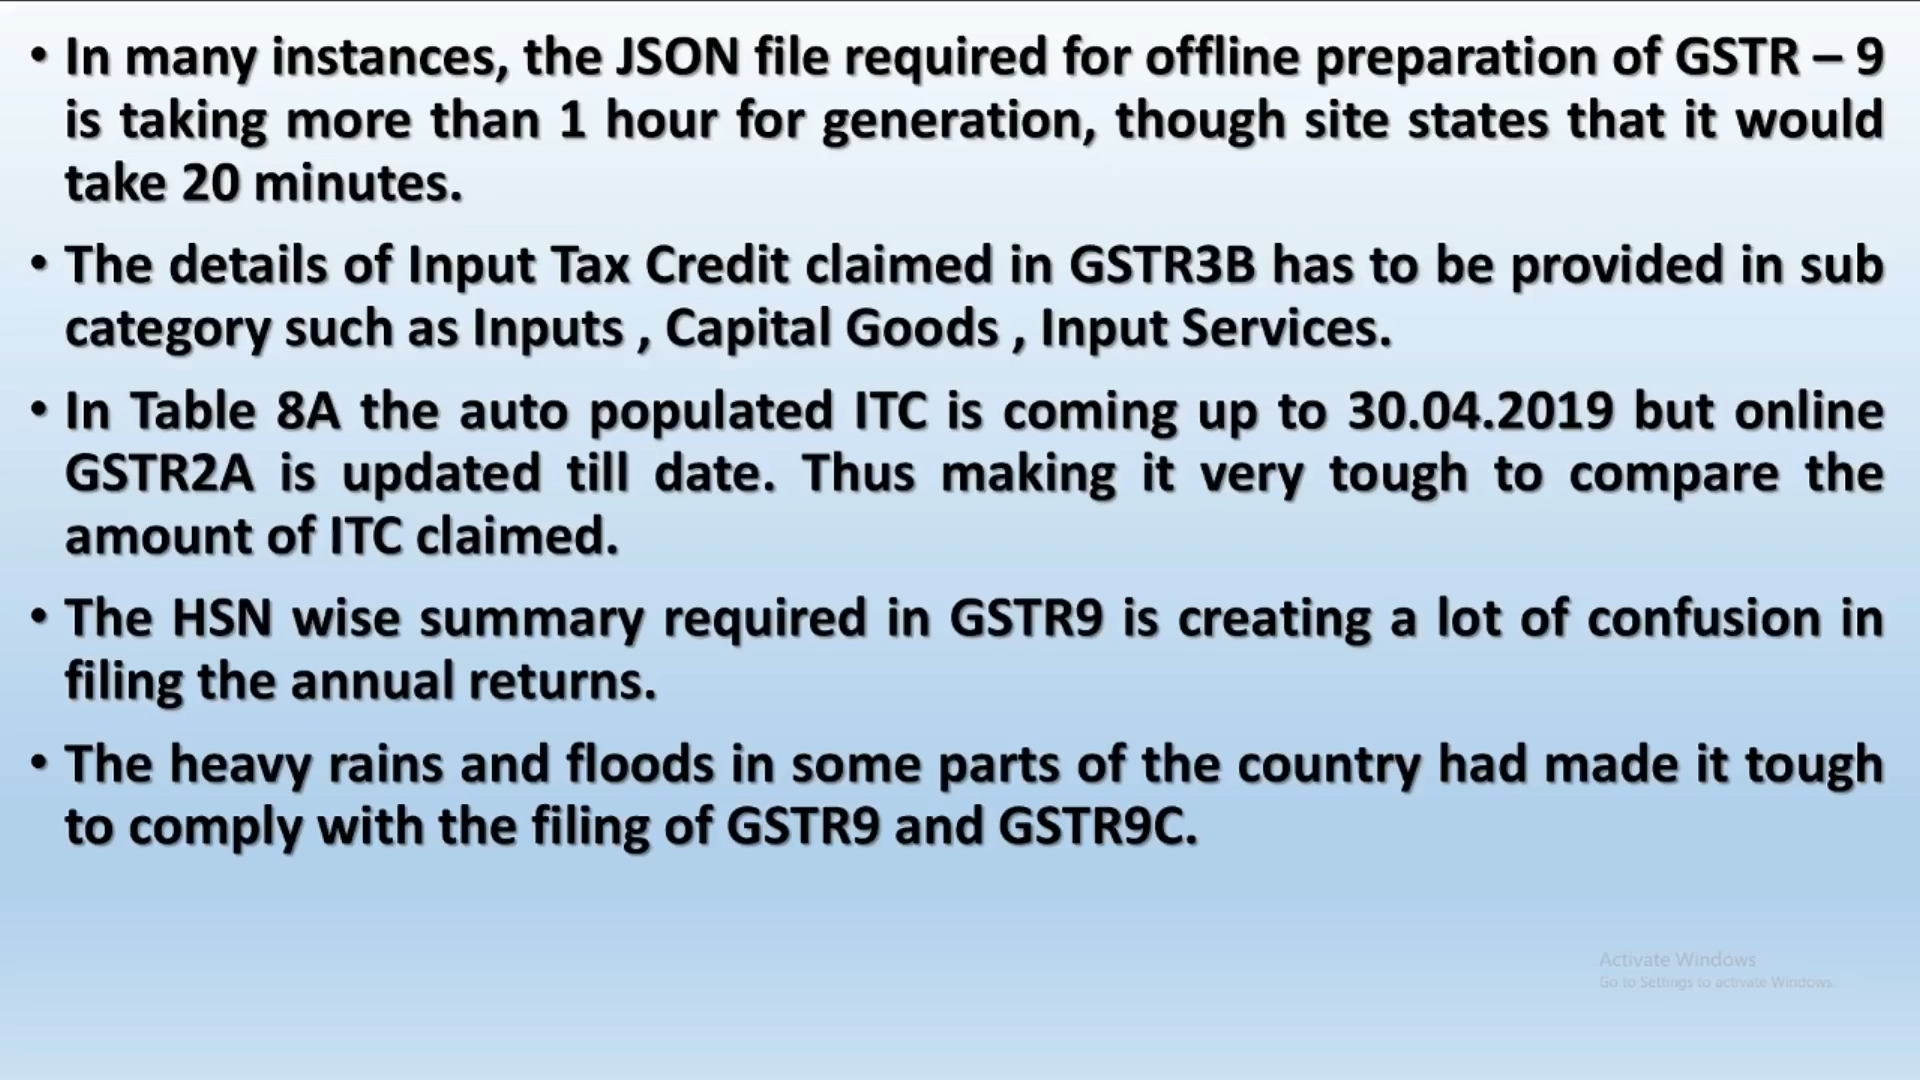 • In many instances, the JSON file required for offline preparation of GSTR – 9
is taking more than 1 hour for generation, though site states that it would
take 20 minutes.
• The details of Input Tax Credit claimed in GSTR3B has to be provided in sub
category such as Inputs , Capital Goods , Input Services.
• In Table 8A the auto populated ITC is coming up to 30.04.2019 but online
GSTR2A is updated till date. Thus making it very tough to compare the
amount of ITC claimed.
• The HSN wise summary required in GSTR9 is creating a lot of confusion in
filing the annual returns.
• The heavy rains and floods in some parts of the country had made it tough
to comply with the filing of GSTR9 and GSTR9C.
Activate Windows
Go to Settings to activate Windows.